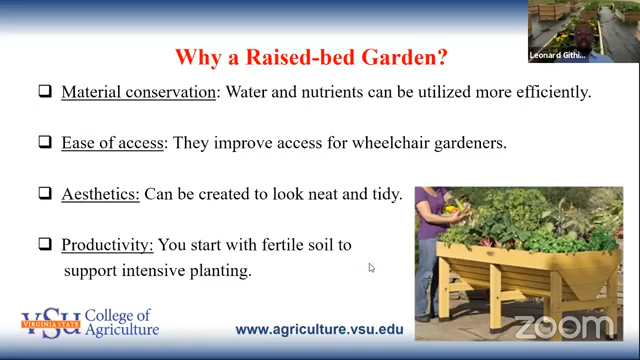 Why a Raised-bed Garden?
Leonard Githi...
❑ Material conservation: Water and nutrients can be utilized more efficiently.
❑ Ease of access: They improve access for wheelchair gardeners.
❑ Aesthetics: Can be created to look neat and tidy.
❑ Productivity: You start with fertile soil to
support intensive planting.
VSU
VIRGINIA STATE
College of
Agriculture
www.agriculture.vsu.edu
zoom